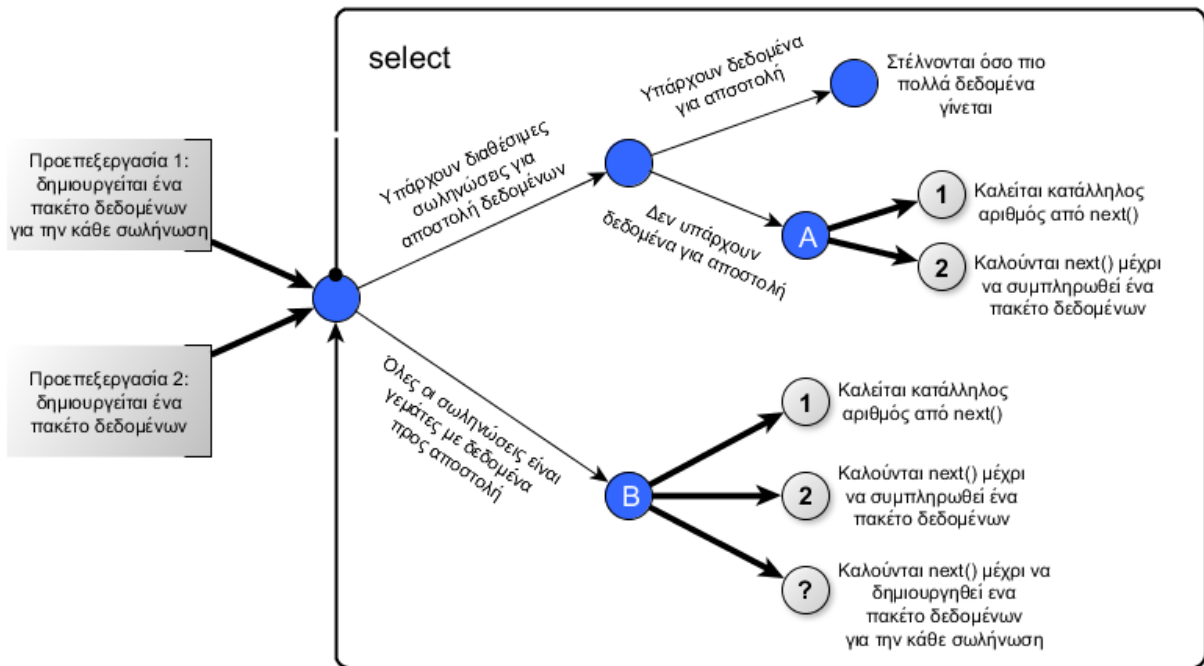 select
Υπάρχουν δεδομένα
για αποστολή
Στέλνονται όσο πιο
πολλά δεδομένα
γίνεται
Προεπεξεργασία 1:
δημιουργείται ένα
πακέτο δεδομένων
για την κάθε σωλήνωση
Υπάρχουν διαθέσιμες
σωληνώσεις για
αποστολή δεδομένων
Δεν υπάρχουν
δεδομένα για αποστολή
A
1
Καλείται κατάλληλος
αριθμός από next()
2
Καλούνται next() μέχρι
να συμπληρωθεί ένα
πακέτο δεδομένων
Προεπεξεργασία 2:
δημιουργείται ένα
πακέτο δεδομένων
Όλες οι σωληνώσεις είναι
γεμάτες με δεδομένα
προς αποστολή
B
1
Καλείται κατάλληλος
αριθμός από next()
2
Καλούνται next() μέχρι
να συμπληρωθεί ένα
πακέτο δεδομένων
?
Καλούνται next() μέχρι να
δημιουργηθεί ενα
πακέτο δεδομένων
για την κάθε σωλήνωση